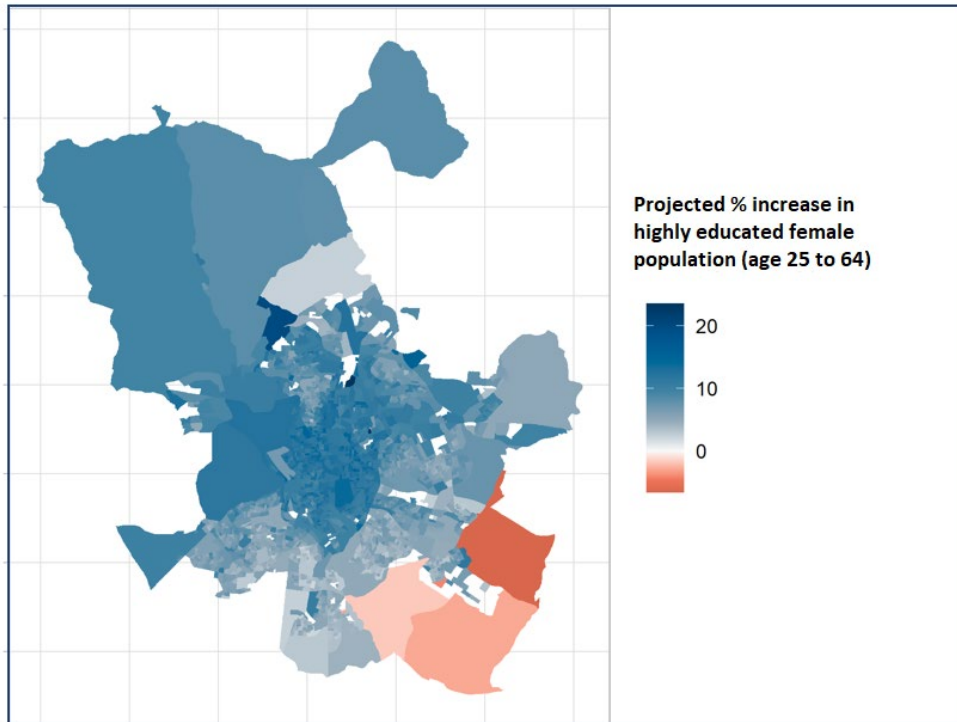 Projected % increase in
highly educated female
population (age 25 to 64)
20
10
0